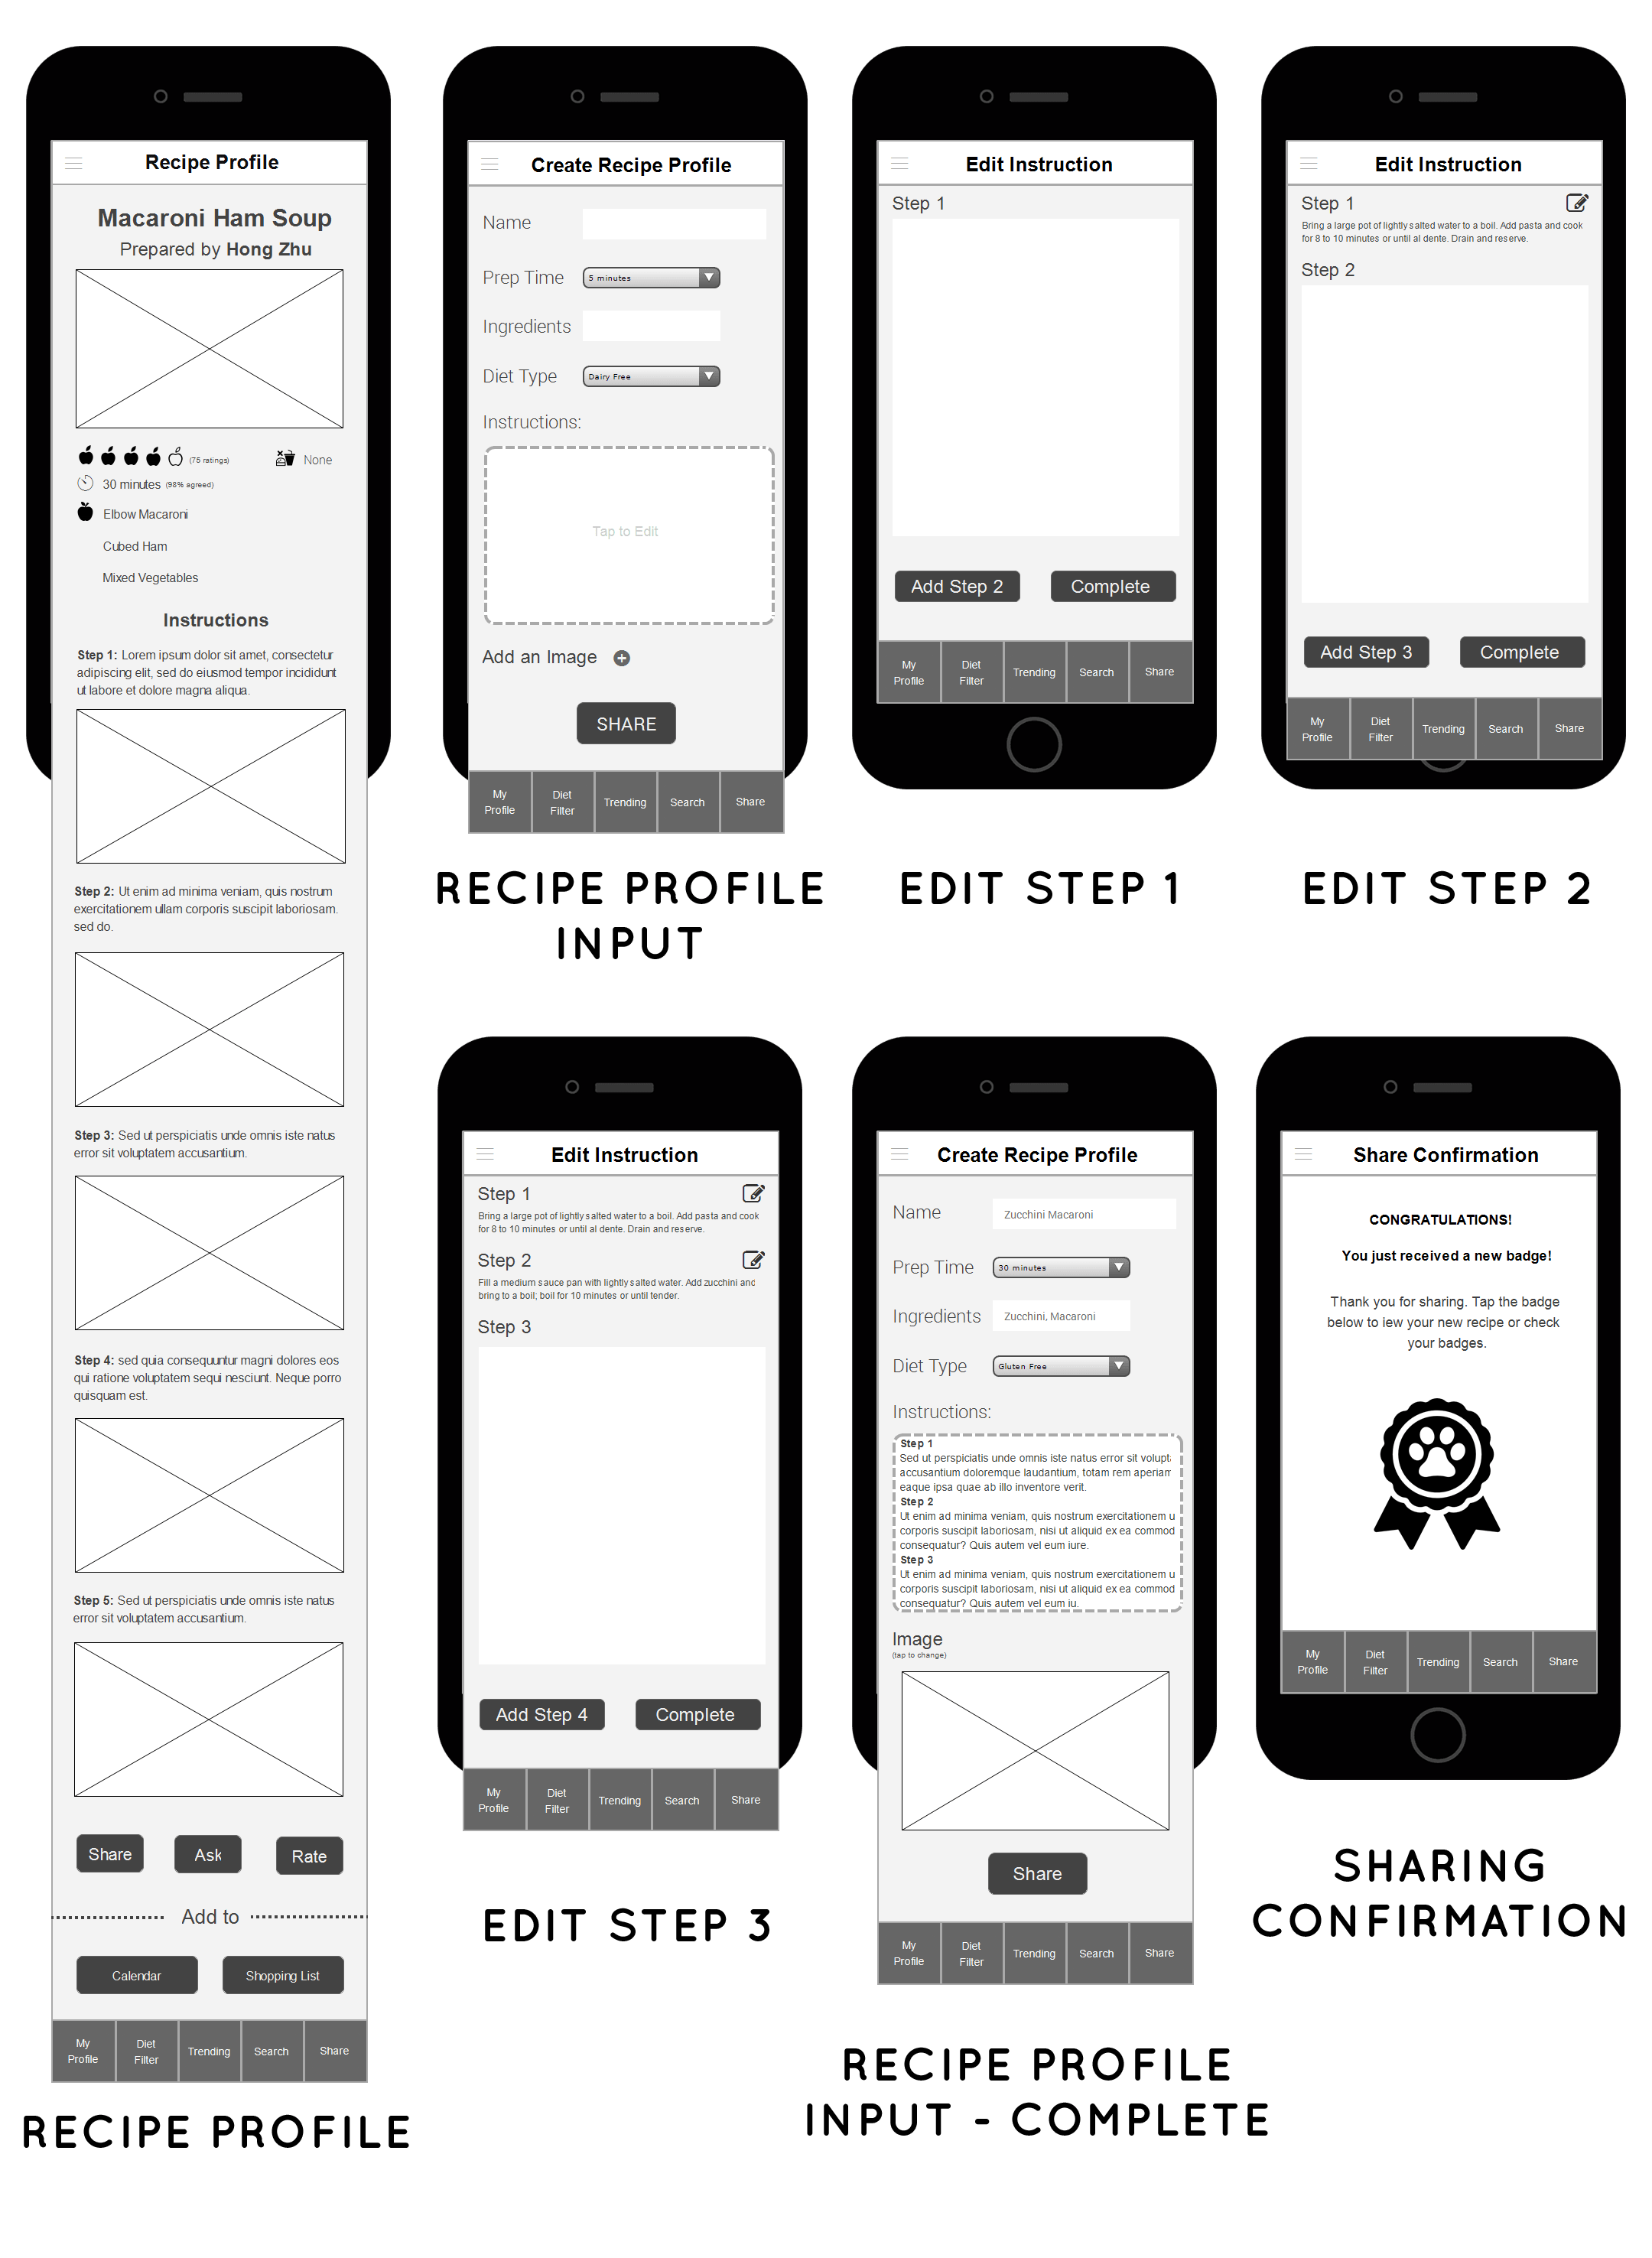 Recipe Profile
Macaroni Ham Soup
Prepared by Hong Zhu
(75 ratings)
None
30 minutes (98% agreed)
Elbow Macaroni
Cubed Ham
Mixed Vegetables
Instructions
Step 1: Lorem ipsum dolor sit amet, consectetur
adipiscing elit, sed do eiusmod tempor incididunt
ut labore et dolore magna aliqua.
Step 2: Ut enim ad minima veniam, quis nostrum
exercitationem ullam corporis suscipit laboriosam.
sed do.
Step 3: Sed ut perspiciatis unde omnis iste natus
error sit voluptatem accusantium.
Step 4: sed quia consequuntur magni dolores eos
qui ratione voluptatem sequi nesciunt. Neque porro
quisquam est.
Step 5: Sed ut perspiciatis unde omnis iste natus
error sit voluptatem accusantium.
Share
Ask
Rate
Add to
Calendar
Shopping List
My
Profile
Diet
Filter
Trending
Search
Share
RECIPE PROFILE
Create Recipe Profile
Name
Prep Time
5 minutes
Ingredients
Diet Type
Dairy Free
Instructions:
Tap to Edit
Add an Image
SHARE
My
Profile
Diet
Filter
Trending
Search
Share
RECIPE PROFILE
INPUT
Edit Instruction
Step 1
Add Step 2
Complete
My
Profile
Diet
Filter
Trending
Search
Share
EDIT STEP 1
Edit Instruction
Step 1
Bring a large pot of lightly salted water to a boil. Add pasta and cook
for 8 to 10 minutes or until al dente. Drain and reserve.
Step 2
Add Step 3
Complete
My
Profile
Diet
Filter
Trending
Search
Share
EDIT STEP 2
Edit Instruction
Step 1
Bring a large pot of lightly salted water to a boil. Add pasta and cook
for 8 to 10 minutes or until al dente. Drain and reserve.
Step 2
Fill a medium sauce pan with lightly salted water. Add zucchini and
bring to a boil; boil for 10 minutes or until tender.
Step 3
Add Step 4
Complete
My
Profile
Diet
Filter
Trending
Search
Share
EDIT STEP 3
Create Recipe Profile
Name
Zucchini Macaroni
Prep Time
30 minutes
Ingredients
Zucchini, Macaroni
Diet Type
Gluten Free
Instructions:
Step 1
Sed ut perspiciatis unde omnis iste natus error sit volupt
accusantium doloremque laudantium, totam rem aperiam
eaque ipsa quae ab illo inventore verit.
Step 2
Ut enim ad minima veniam, quis nostrum exercitationem u
corporis suscipit laboriosam, nisi ut aliquid ex ea commod
consequatur? Quis autem vel eum iure.
Step 3
Ut enim ad minima veniam, quis nostrum exercitationem u
corporis suscipit laboriosam, nisi ut aliquid ex ea commod
consequatur? Quis autem vel eum iu.
Image
(tap to change)
Share
My
Profile
Diet
Filter
Trending
Search
Share
RECIPE PROFILE
INPUT - COMPLETE
Share Confirmation
CONGRATULATIONS!
You just received a new badge!
Thank you for sharing. Tap the badge
below to iew your new recipe or check
your badges.
My
Profile
Diet
Filter
Trending
Search
Share
SHARING
CONFIRMATION